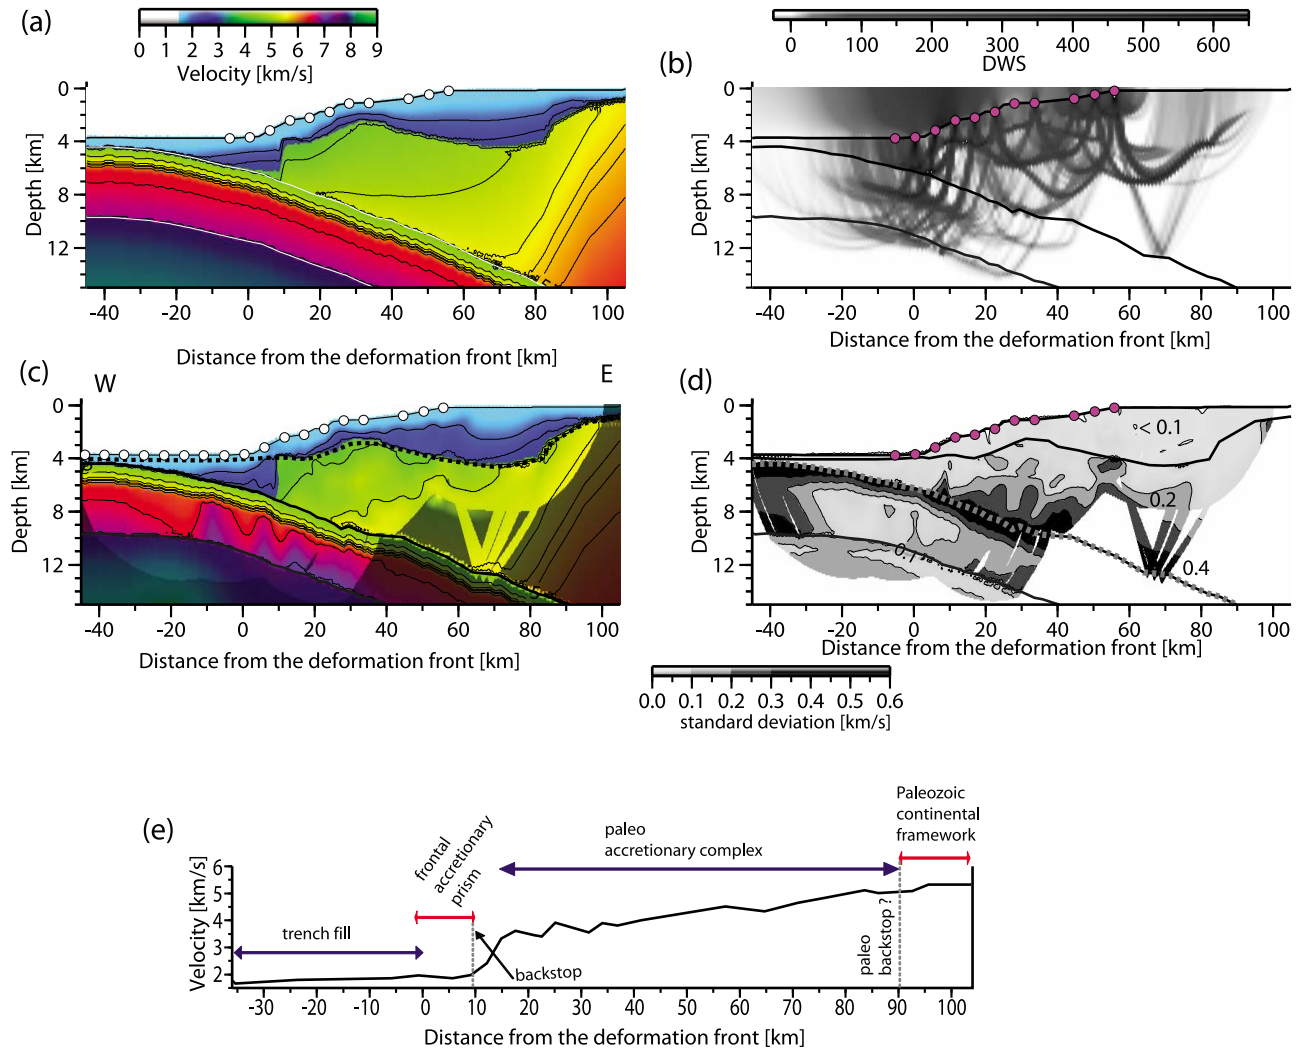 (a)
0 1 2 3 4 5 6 7 8 9
Velocity [km/s]
0
4
8
12
Depth [km]
-40 -20 0 20 40 60 80 100
Distance from the deformation front [km]
(b)
0 100 200 300 400 500 600
DWS
0
4
8
12
Depth [km]
-40 -20 0 20 40 60 80 100
Distance from the deformation front [km]
(c)
W
E
0
4
8
12
Depth [km]
-40 -20 0 20 40 60 80 100
Distance from the deformation front [km]
(d)
0
4
8
12
Depth [km]
< 0.1
0.2
0.4
0.1
-40 -20 0 20 40 60 80 100
Distance from the deformation front [km]
0.0 0.1 0.2 0.3 0.4 0.5 0.6
standard deviation [km/s]
(e)
6
5
4
3
2
Velocity [km/s]
trench fill
frontal
accretionary
prism
backstop
paleo
accretionary complex
paleo
backstop ?
Paleozoic
continental
framework
-30 -20 -10 0 10 20 30 40 50 60 70 80 90 100
Distance from the deformation front [km]